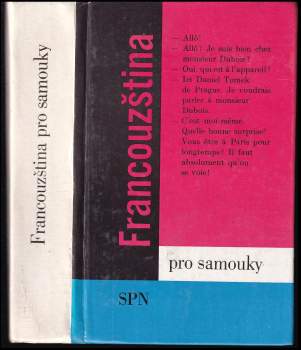 Francouzština pro samouky
Francouzština
— Allô!
— Allô! Je suis bien chez
monsieur Dubois?
— Oui, qui est à l'appareil?
Ici Daniel Tomek
de Prague. Je voudrais
parler à monsieur
Dubois.
C'est moi-même.
Quelle bonne surprise!
Vous êtes à Paris pour
longtemps? Il faut
absolument qu'on
se voie!
pro samouky
SPN